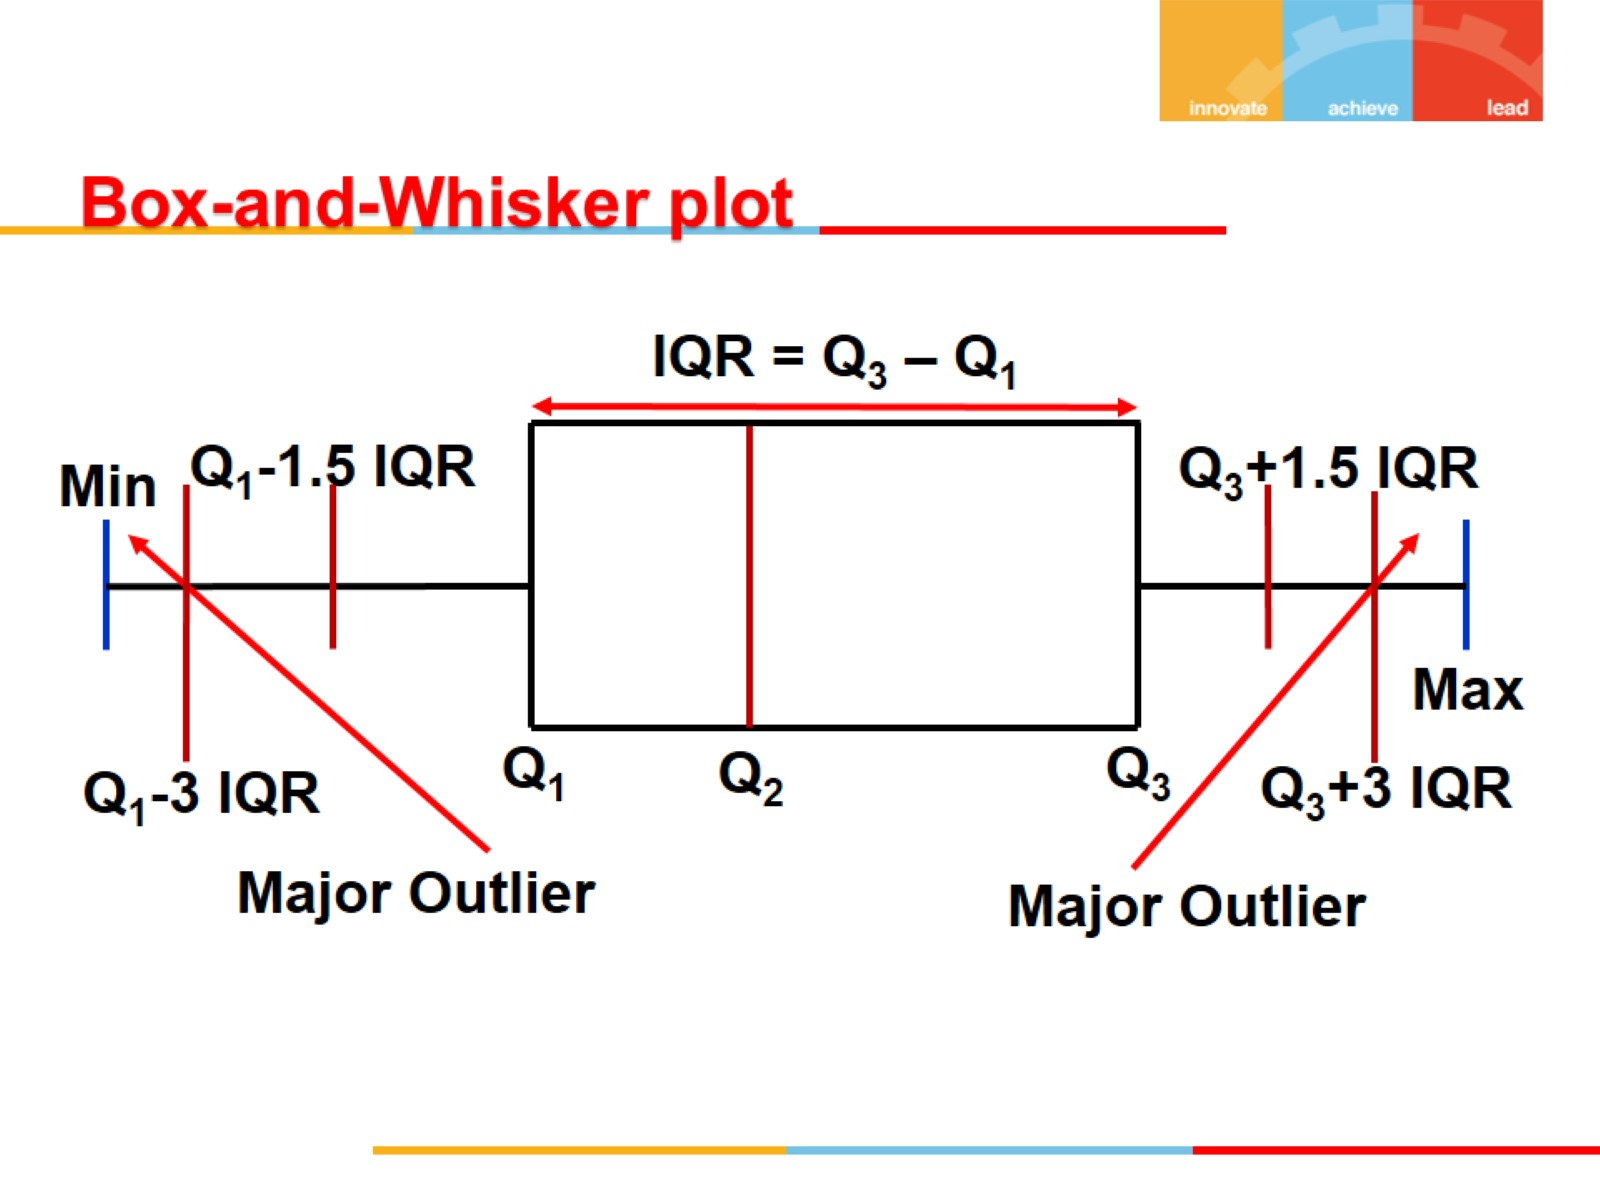 innovate achieve lead
Box-and-Whisker plot
IQR = Q₃ – Q₁
Min
Q₁-1.5 IQR
Q₃+1.5 IQR
Max
Q₁-3 IQR
Q₁
Q₂
Q₃
Q₃+3 IQR
Major Outlier
Major Outlier